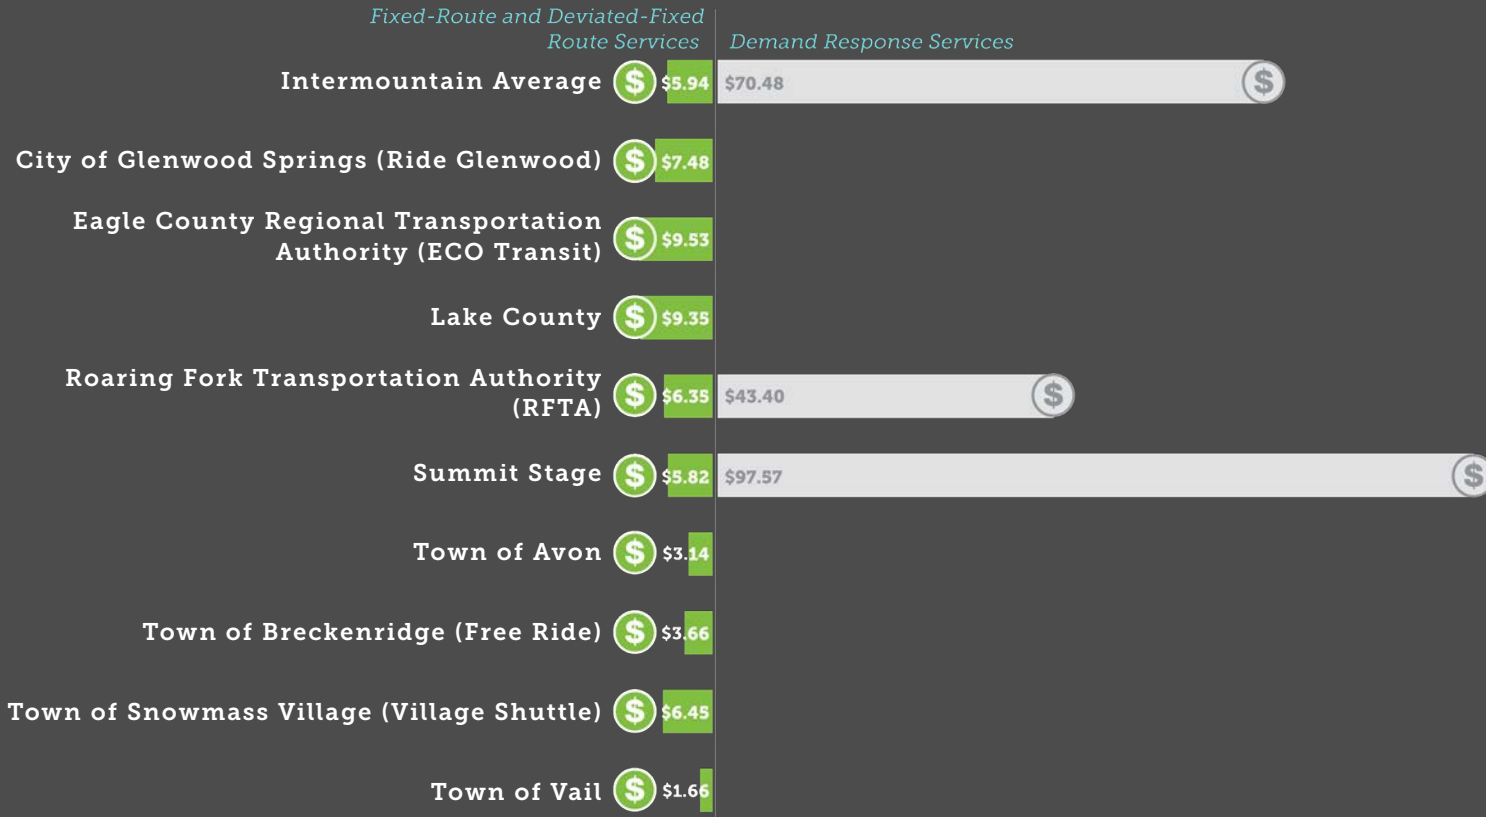 Fixed-Route and Deviated-Fixed
Route Services
Demand Response Services
Intermountain Average $ $5.94 $70.48 $
City of Glenwood Springs (Ride Glenwood) $ $7.48
Eagle County Regional Transportation
Authority (ECO Transit) $ $9.53
Lake County $ $9.35
Roaring Fork Transportation Authority
(RFTA) $ $6.35 $43.40 $
Summit Stage $ $5.82 $97.57 $
Town of Avon $ $3.14
Town of Breckenridge (Free Ride) $ $3.66
Town of Snowmass Village (Village Shuttle) $ $6.45
Town of Vail $ $1.66